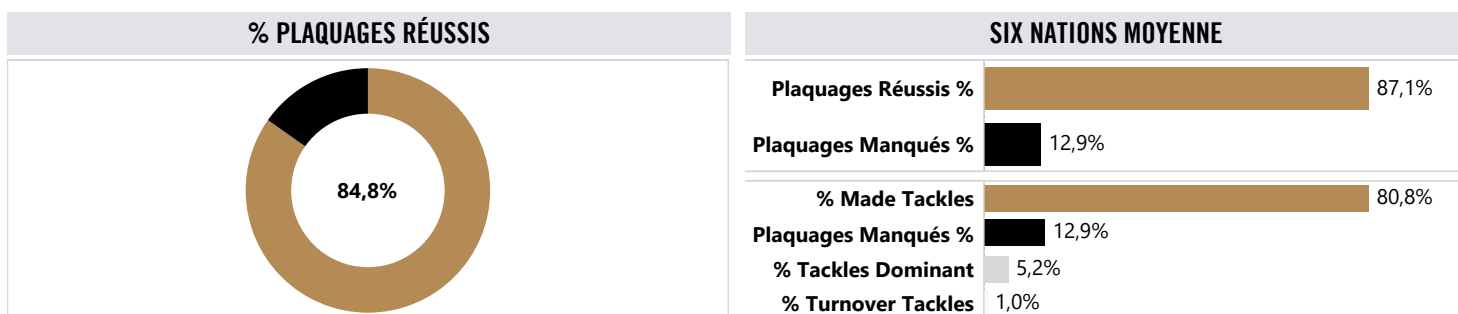 % PLAQUAGES RÉUSSIS
84,8%
SIX NATIONS MOYENNE
Plaquages Réussis % 87,1%
Plaquages Manqués % 12,9%
% Made Tackles 80,8%
Plaquages Manqués % 12,9%
% Tackles Dominant 5,2%
% Turnover Tackles 1,0%